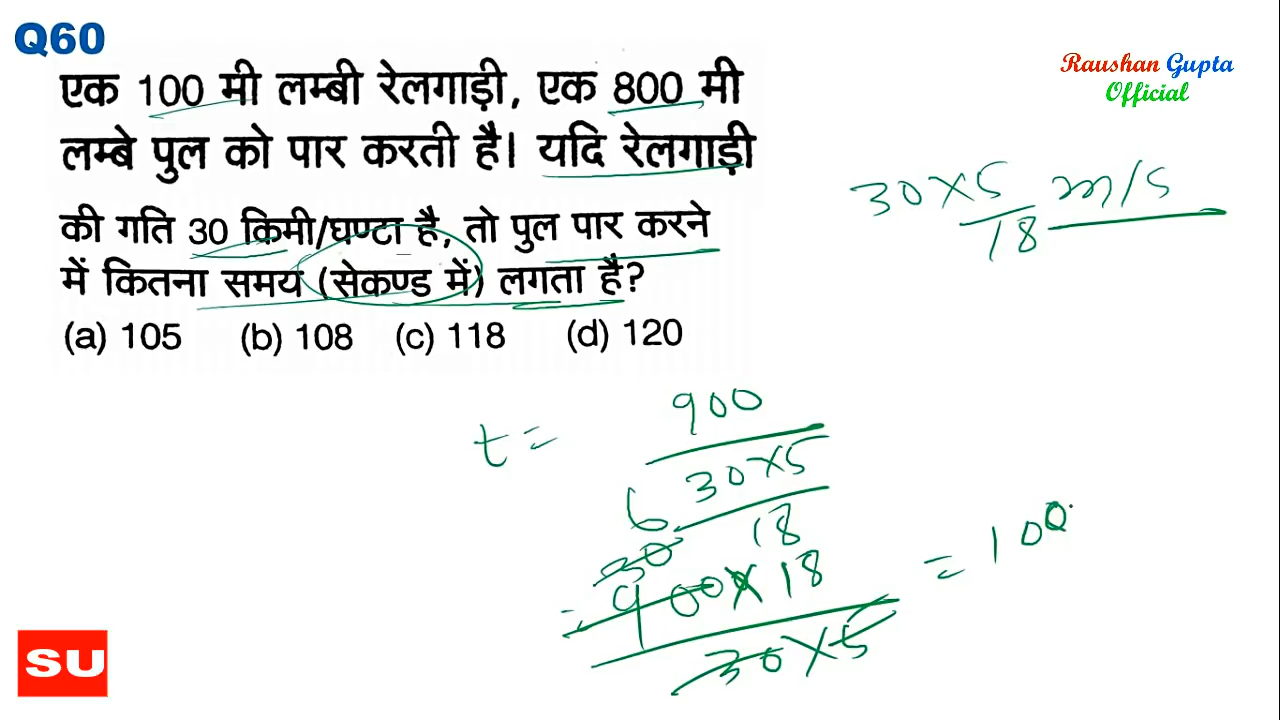 Q60
Raushan Gupta
Official
एक 100 मी लम्बी रेलगाड़ी, एक 800 मी
लम्बे पुल को पार करती है। यदि रेलगाड़ी
की गति 30 किमी/घण्टा है, तो पुल पार करने
में कितना समय (सेकण्ड में) लगता है?
(a) 105 (b) 108 (c) 118 (d) 120
30×5 m/s
18
900
t =
30×5
6
18
30
= 900×18
30×5
= 100
SU